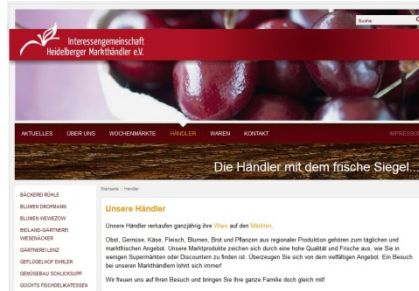 Suche
Interessengemeinschaft
Heidelberger Markthändler e.V.
AKTUELLES ÜBER UNS WOCHENMÄRKTE HÄNDLER WAREN KONTAKT IMPRESSUM
Die Händler mit dem frische Siegel...
Startseite › Händler
BÄCKEREI RÜHLE
BLUMEN DROPMANN
BLUMEN WEWEZOW
BIOLAND-GÄRTNEREI
WIESENÄCKER
GÄRTNEREI LENZ
GEFLÜGELHOF EHRLER
GEMÜSEBAU SCHLICKSUPP
GOCHTS FISCHDELIKATESSEN
Unsere Händler
Unsere Händler verkaufen ganzjährig ihre Ware auf den Märkten.
Obst, Gemüse, Käse, Fleisch, Blumen, Brot und Pflanzen aus regionaler Produktion gehören zum täglichen und
marktfrischen Angebot. Unsere Marktprodukte zeichnen sich durch eine hohe Qualität und Frische aus, wie Sie in
wenigen Supermärkten oder Discountern zu finden ist. Überzeugen Sie sich von dem vielfältigen Angebot. Ein Besuch
bei unseren Markthändlern lohnt sich immer!
Wir freuen uns auf Ihren Besuch und bringen Sie Ihre ganze Familie doch gleich mit!